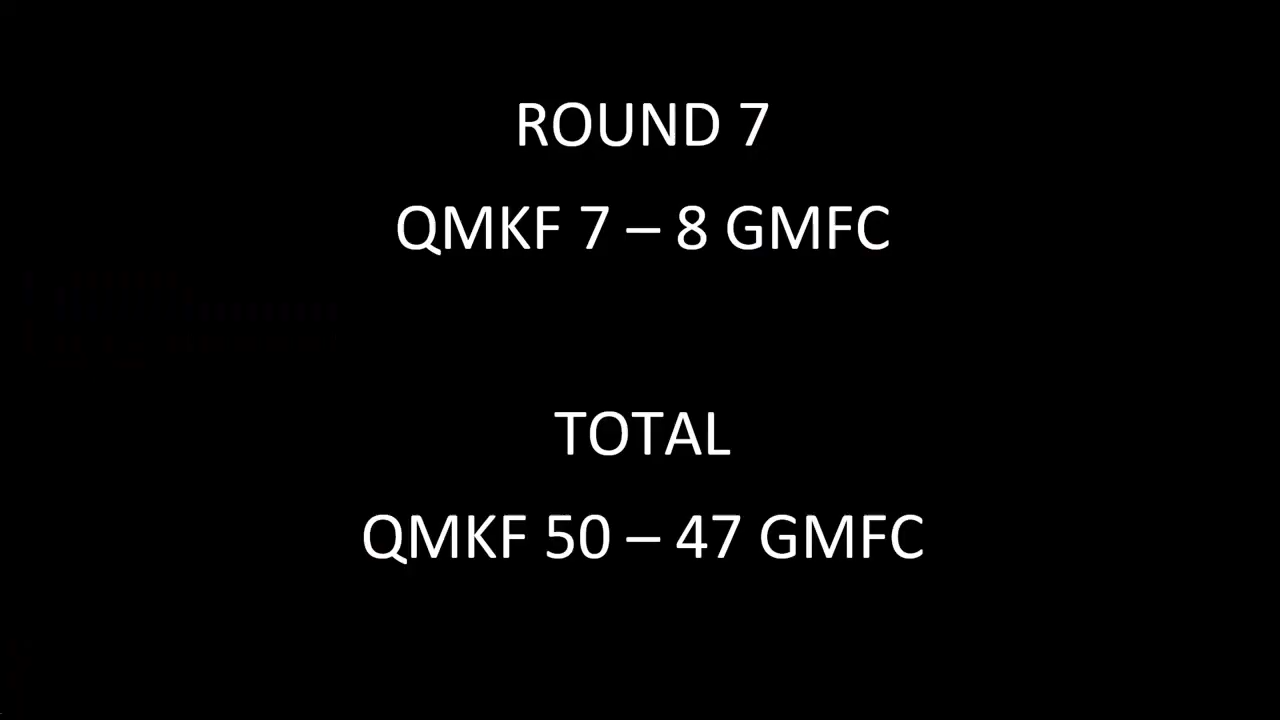 ROUND 7
QMKF 7 – 8 GMFC
TOTAL
QMKF 50 – 47 GMFC